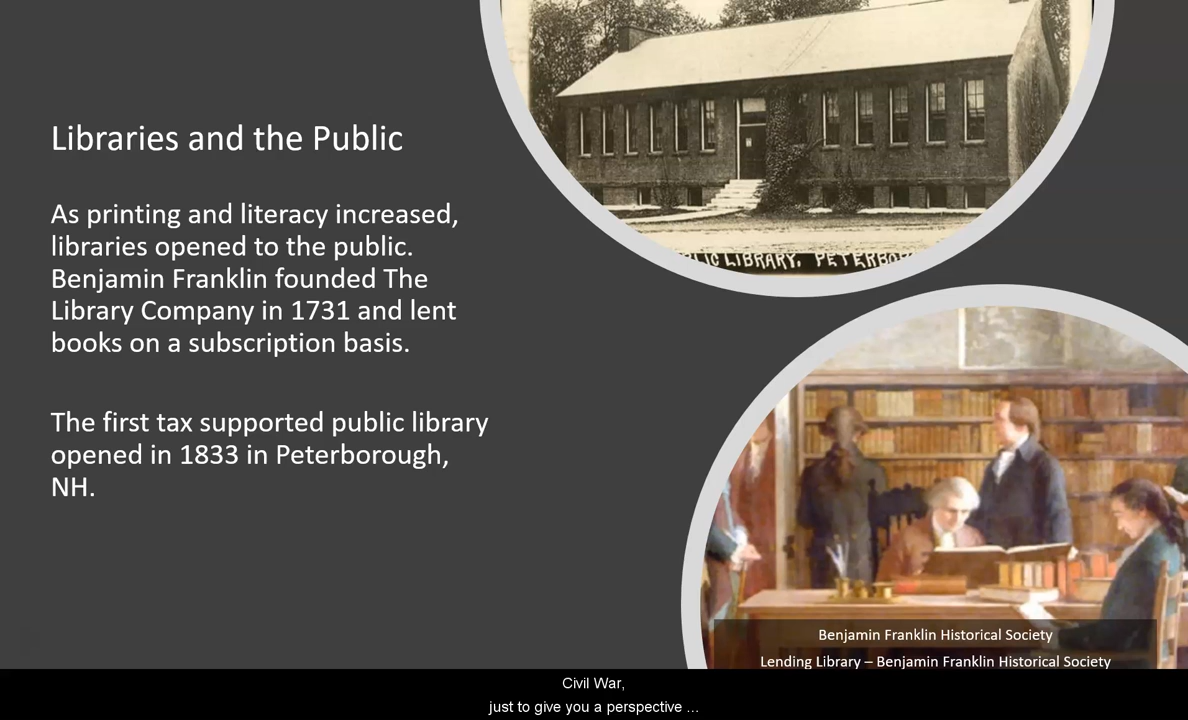 Libraries and the Public
As printing and literacy increased,
libraries opened to the public.
Benjamin Franklin founded The
Library Company in 1731 and lent
books on a subscription basis.
The first tax supported public library
opened in 1833 in Peterborough,
NH.
LIBRARY,
Benjamin Franklin Historical Society
Lending Library – Benjamin Franklin Historical Society
Civil War,
just to give you a perspective ...